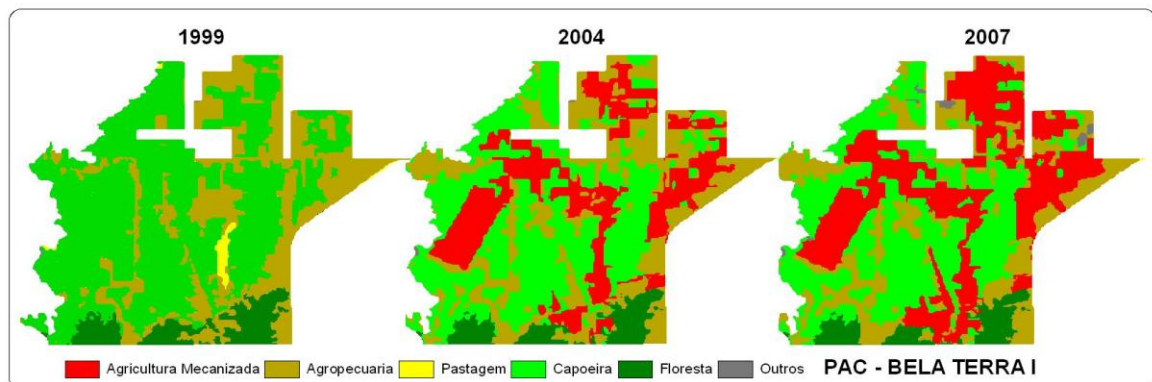 1999 2004 2007
Agricultura Mecanizada Agropecuaria Pastagem Capoeira Floresta Outros PAC - BELA TERRA I